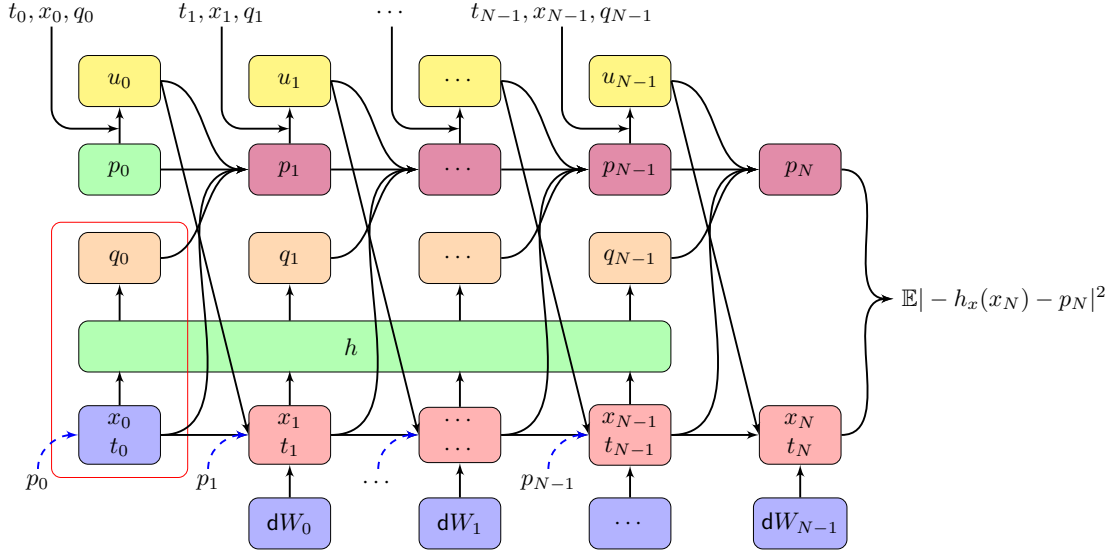 t_0, x_0, q_0 t_1, x_1, q_1 ⋯ t_{N−1}, x_{N−1}, q_{N−1}
u_0 u_1 ⋯ u_{N−1}
p_0 p_1 ⋯ p_{N−1} p_N
q_0 q_1 ⋯ q_{N−1}
𝔼| − h_x(x_N) − p_N|^2
h
x_0 x_1 ⋯ x_{N−1} x_N
t_0 t_1 ⋯ t_{N−1} t_N
p_0 p_1 ⋯ p_{N−1}
dW_0 dW_1 ⋯ dW_{N−1}